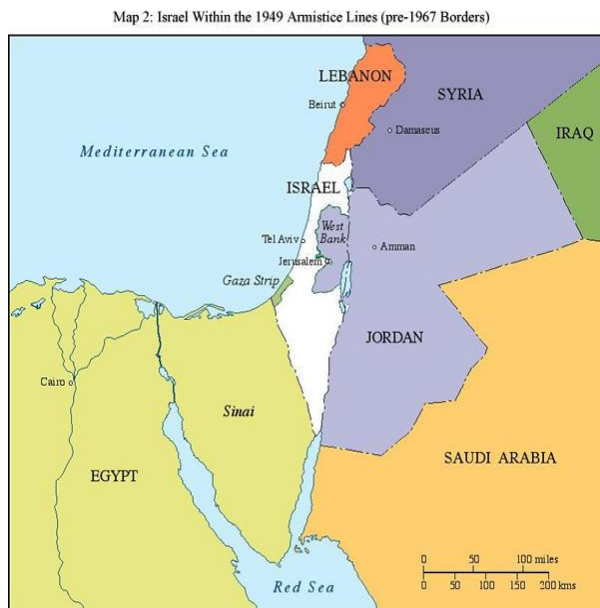 Map 2: Israel Within the 1949 Armistice Lines (pre-1967 Borders)
LEBANON
Beirut
SYRIA
Damascus
IRAQ
Mediterranean Sea
ISRAEL
West
Bank
Tel Aviv
Amman
Jerusalem
Gaza Strip
JORDAN
Cairo
Sinai
EGYPT
SAUDI ARABIA
Red Sea
0 50 100 miles
0 50 100 150 200 kms